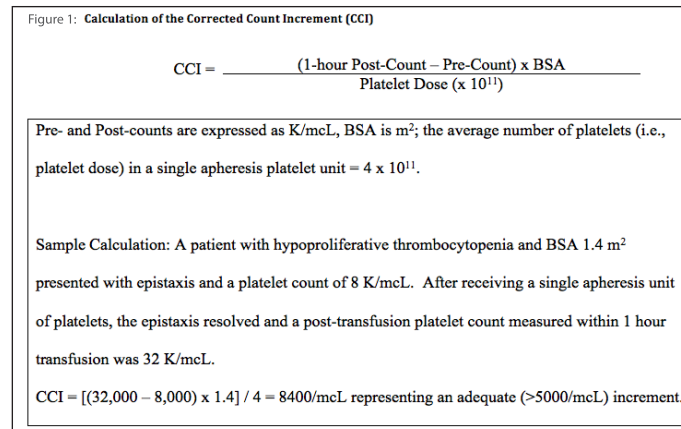 Figure 1: Calculation of the Corrected Count Increment (CCI)
CCI = (1-hour Post-Count – Pre-Count) x BSA
Platelet Dose (x 10¹¹)
Pre- and Post-counts are expressed as K/mcL, BSA is m²; the average number of platelets (i.e.,
platelet dose) in a single apheresis platelet unit = 4 x 10¹¹.
Sample Calculation: A patient with hypoproliferative thrombocytopenia and BSA 1.4 m²
presented with epistaxis and a platelet count of 8 K/mcL. After receiving a single apheresis unit
of platelets, the epistaxis resolved and a post-transfusion platelet count measured within 1 hour
transfusion was 32 K/mcL.
CCI = [(32,000 – 8,000) x 1.4] / 4 = 8400/mcL representing an adequate (>5000/mcL) increment.